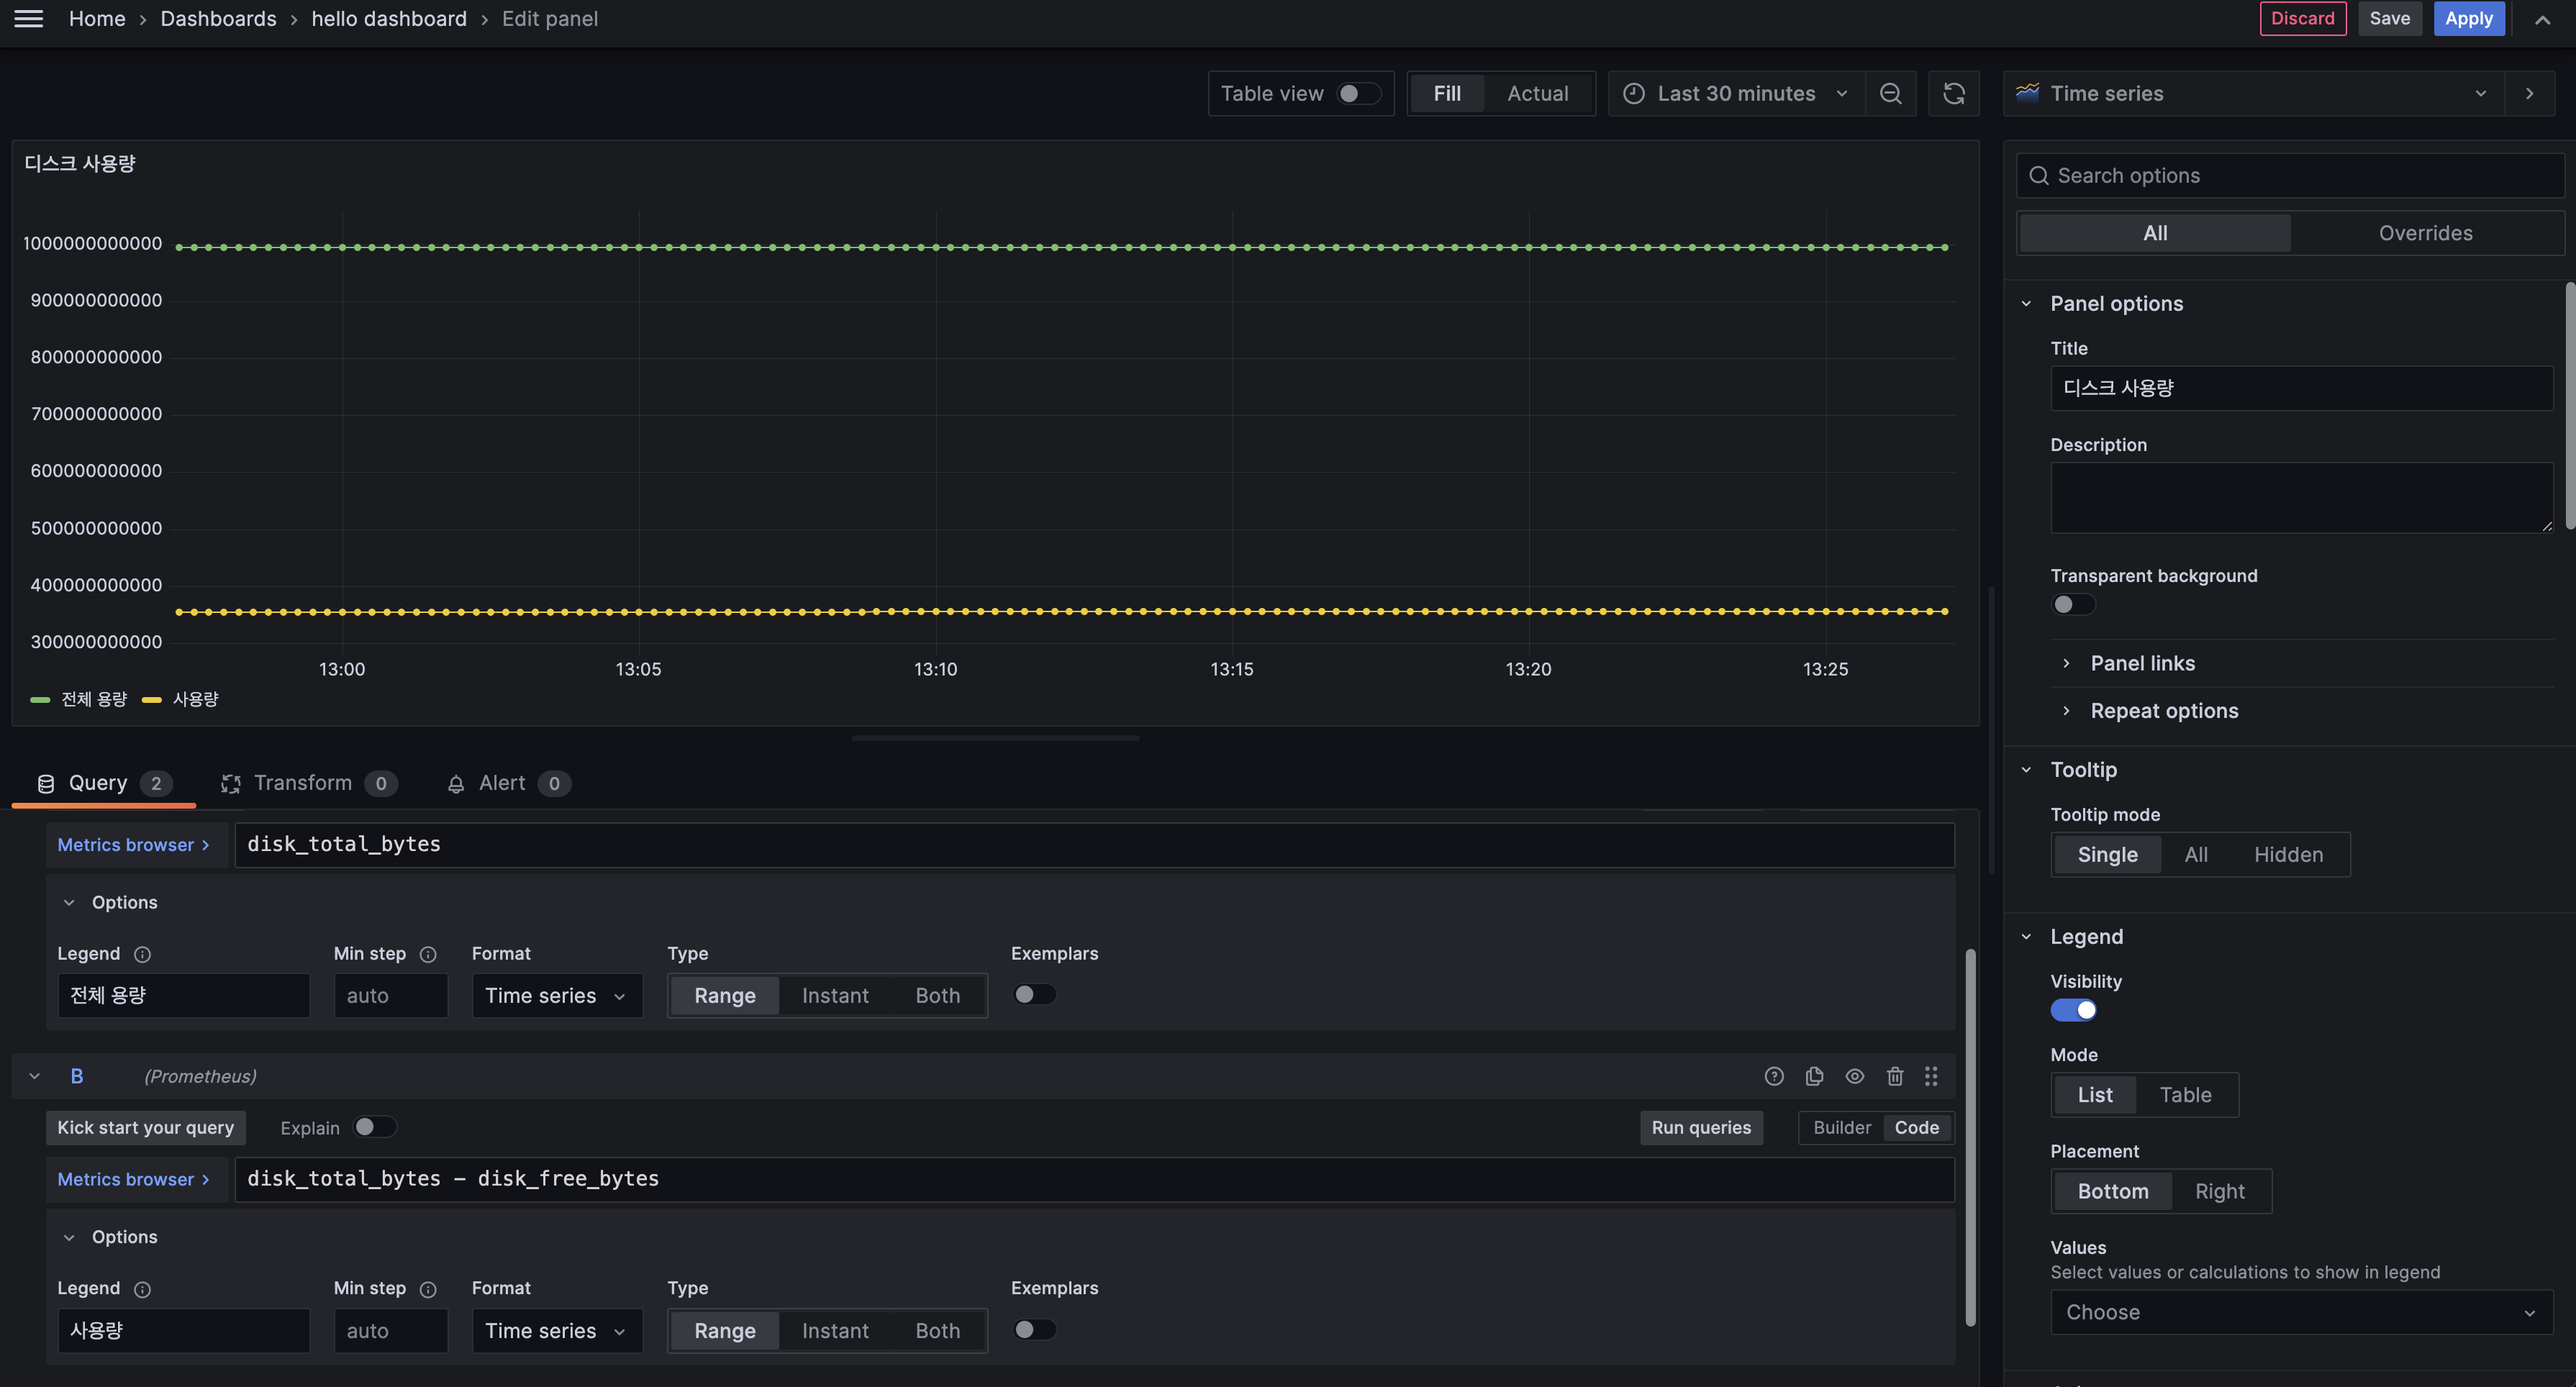 Home › Dashboards › hello dashboard › Edit panel
Discard Save Apply
Table view Fill Actual Last 30 minutes Time series
디스크 사용량
1000000000000
900000000000
800000000000
700000000000
600000000000
500000000000
400000000000
300000000000
13:00 13:05 13:10 13:15 13:20 13:25
전체 용량 사용량
Query 2 Transform 0 Alert 0
Metrics browser › disk_total_bytes
Options
Legend Min step Format Type Exemplars
전체 용량 auto Time series Range Instant Both
B (Prometheus)
Kick start your query Explain Run queries Builder Code
Metrics browser › disk_total_bytes - disk_free_bytes
Options
Legend Min step Format Type Exemplars
사용량 auto Time series Range Instant Both
Search options
All Overrides
Panel options
Title
디스크 사용량
Description
Transparent background
Panel links
Repeat options
Tooltip
Tooltip mode
Single All Hidden
Legend
Visibility
Mode
List Table
Placement
Bottom Right
Values
Select values or calculations to show in legend
Choose